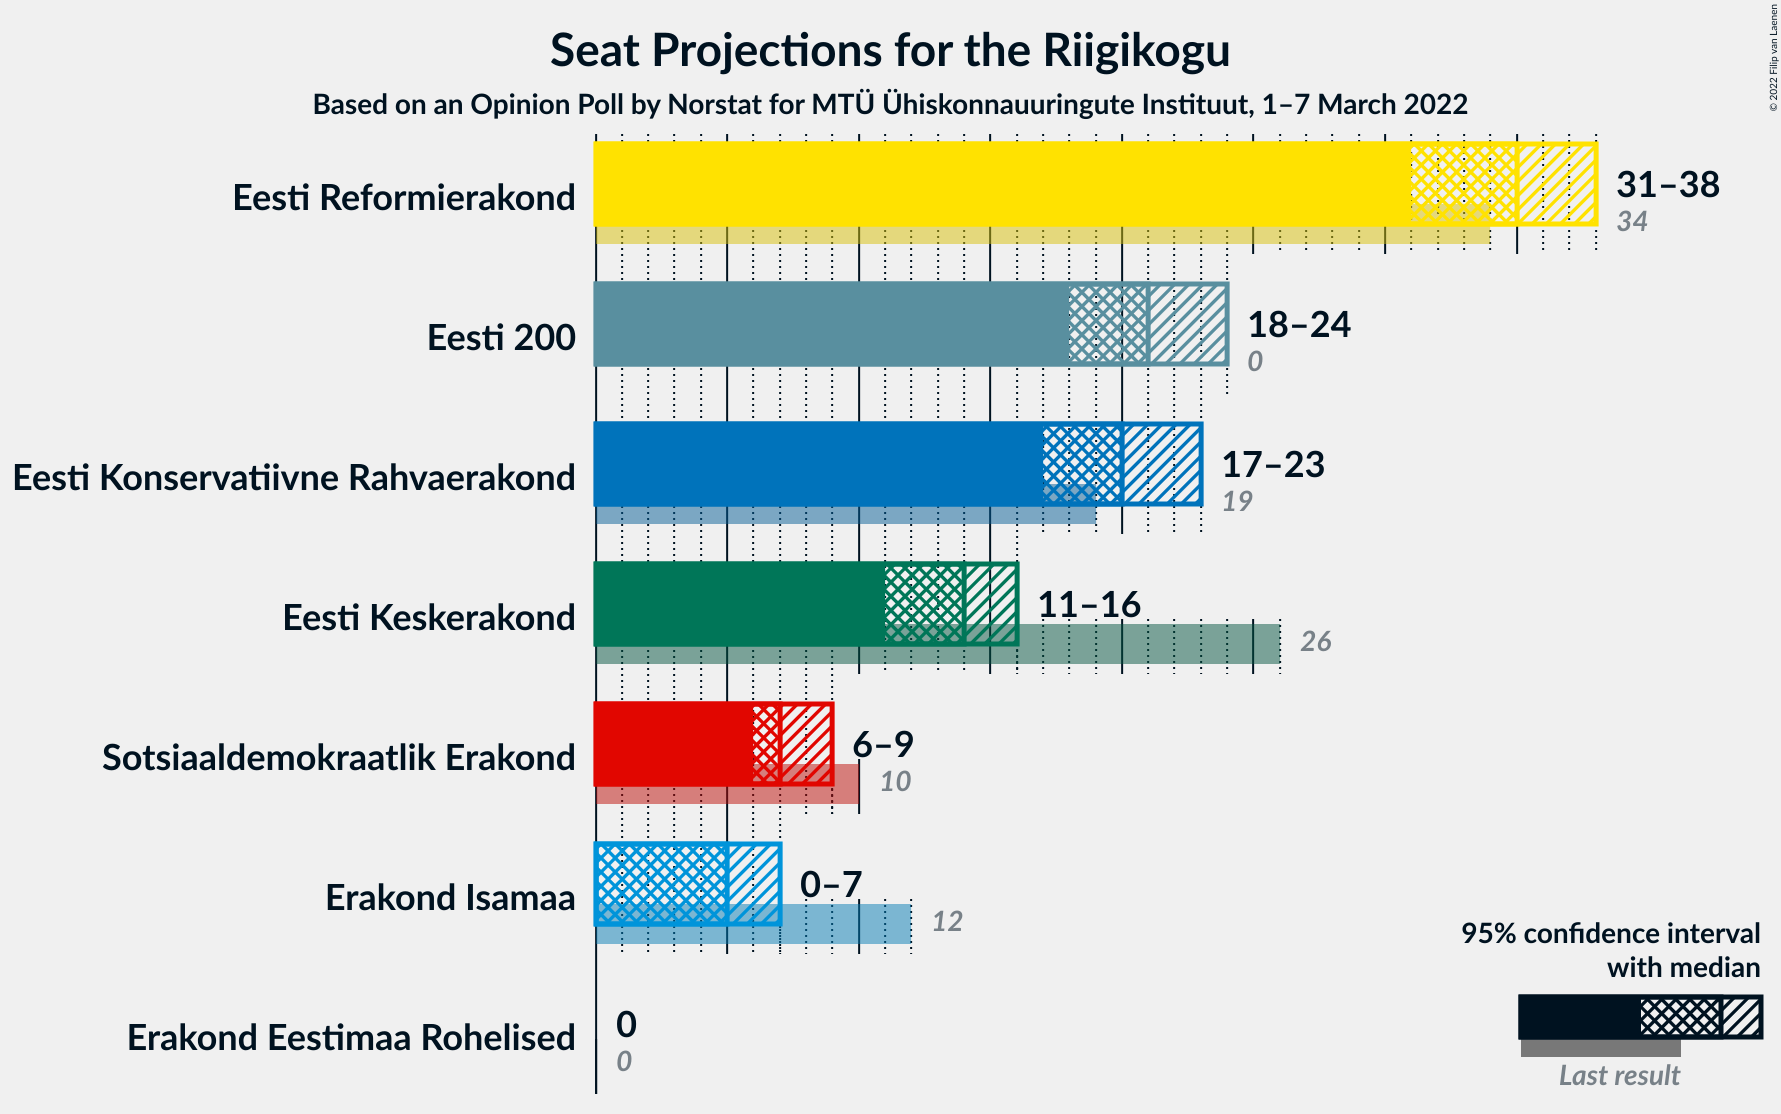 Seat Projections for the Riigikogu
Based on an Opinion Poll by Norstat for MTÜ Ühiskonnauuringute Instituut, 1–7 March 2022
© 2022 Filip van Laenen
Eesti Reformierakond
31–38
34
Eesti 200
18–24
0
Eesti Konservatiivne Rahvaerakond
17–23
19
Eesti Keskerakond
11–16
26
Sotsiaaldemokraatlik Erakond
6–9
10
Erakond Isamaa
0–7
12
Erakond Eestimaa Rohelised
0
0
95% confidence interval
with median
Last result